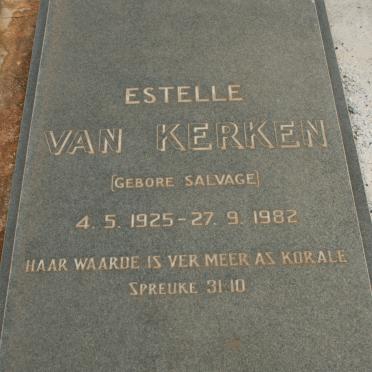 ESTELLE
VAN KERKEN
(GEBORE SALVAGE)
4. 5. 1925 - 27. 9. 1982
HAAR WAARDE IS VER MEER AS KORALE
SPREUKE 31·10